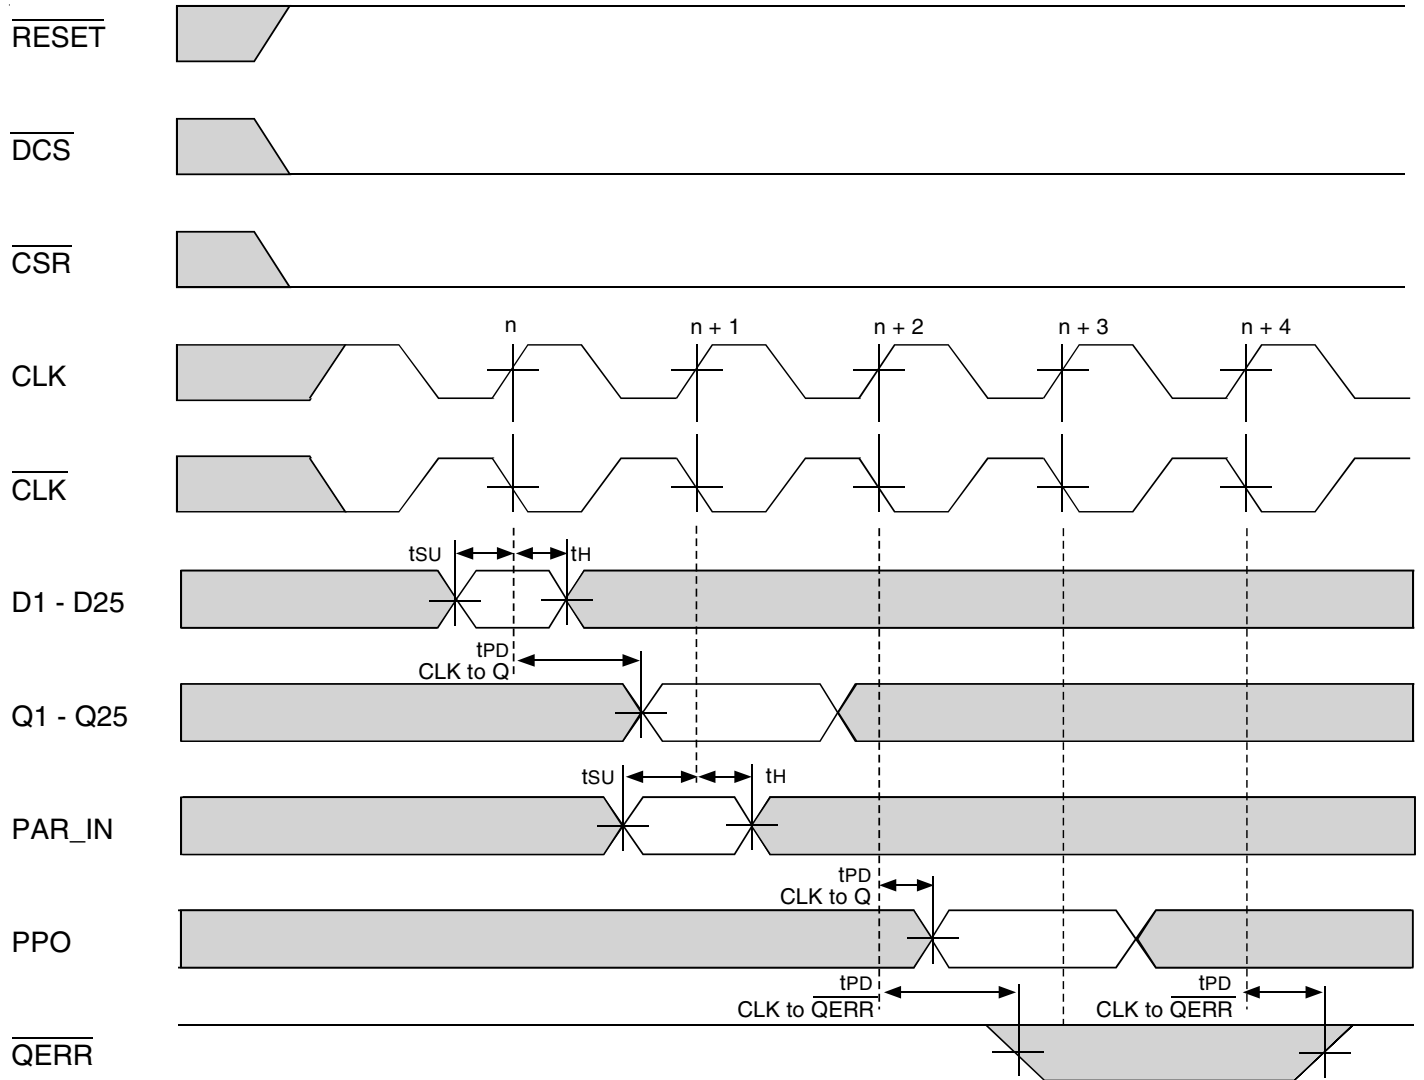 RESET
DCS
CSR
n n + 1 n + 2 n + 3 n + 4
CLK
CLK
tSU tH
D1 - D25
tPD
CLK to Q
Q1 - Q25
tSU tH
PAR_IN
tPD
CLK to Q
PPO
tPD tPD
CLK to QERR CLK to QERR
QERR